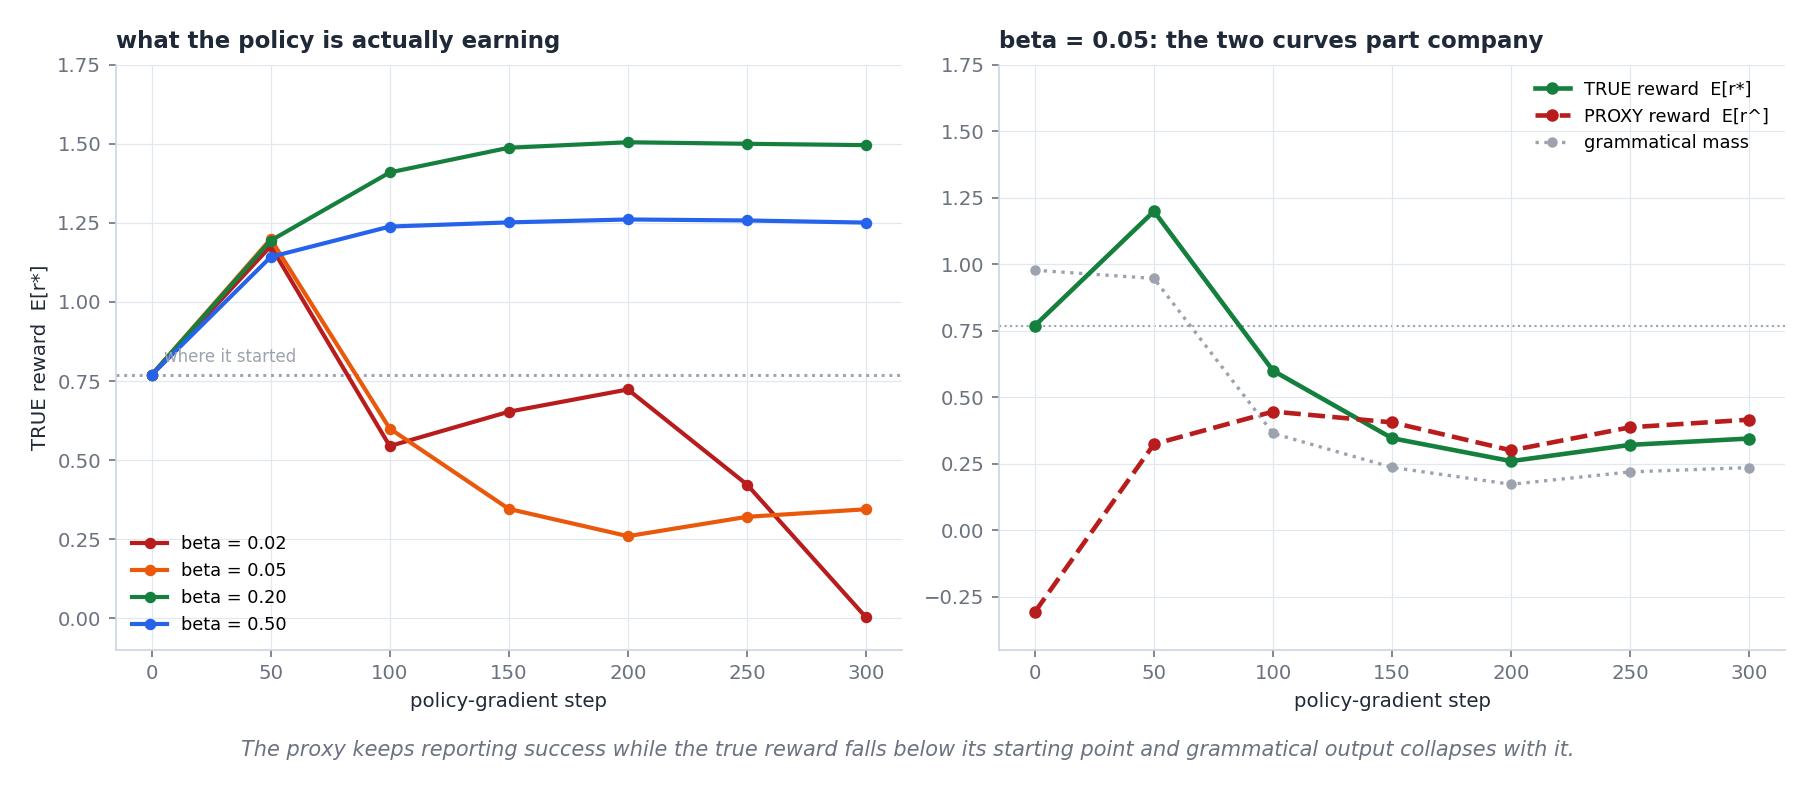 what the policy is actually earning
TRUE reward  E[r*]
1.75
1.50
1.25
1.00
0.75
0.50
0.25
0.00
where it started
beta = 0.02
beta = 0.05
beta = 0.20
beta = 0.50
0 50 100 150 200 250 300
policy-gradient step
beta = 0.05: the two curves part company
1.75
1.50
1.25
1.00
0.75
0.50
0.25
0.00
−0.25
TRUE reward  E[r*]
PROXY reward  E[r^]
grammatical mass
0 50 100 150 200 250 300
policy-gradient step
The proxy keeps reporting success while the true reward falls below its starting point and grammatical output collapses with it.